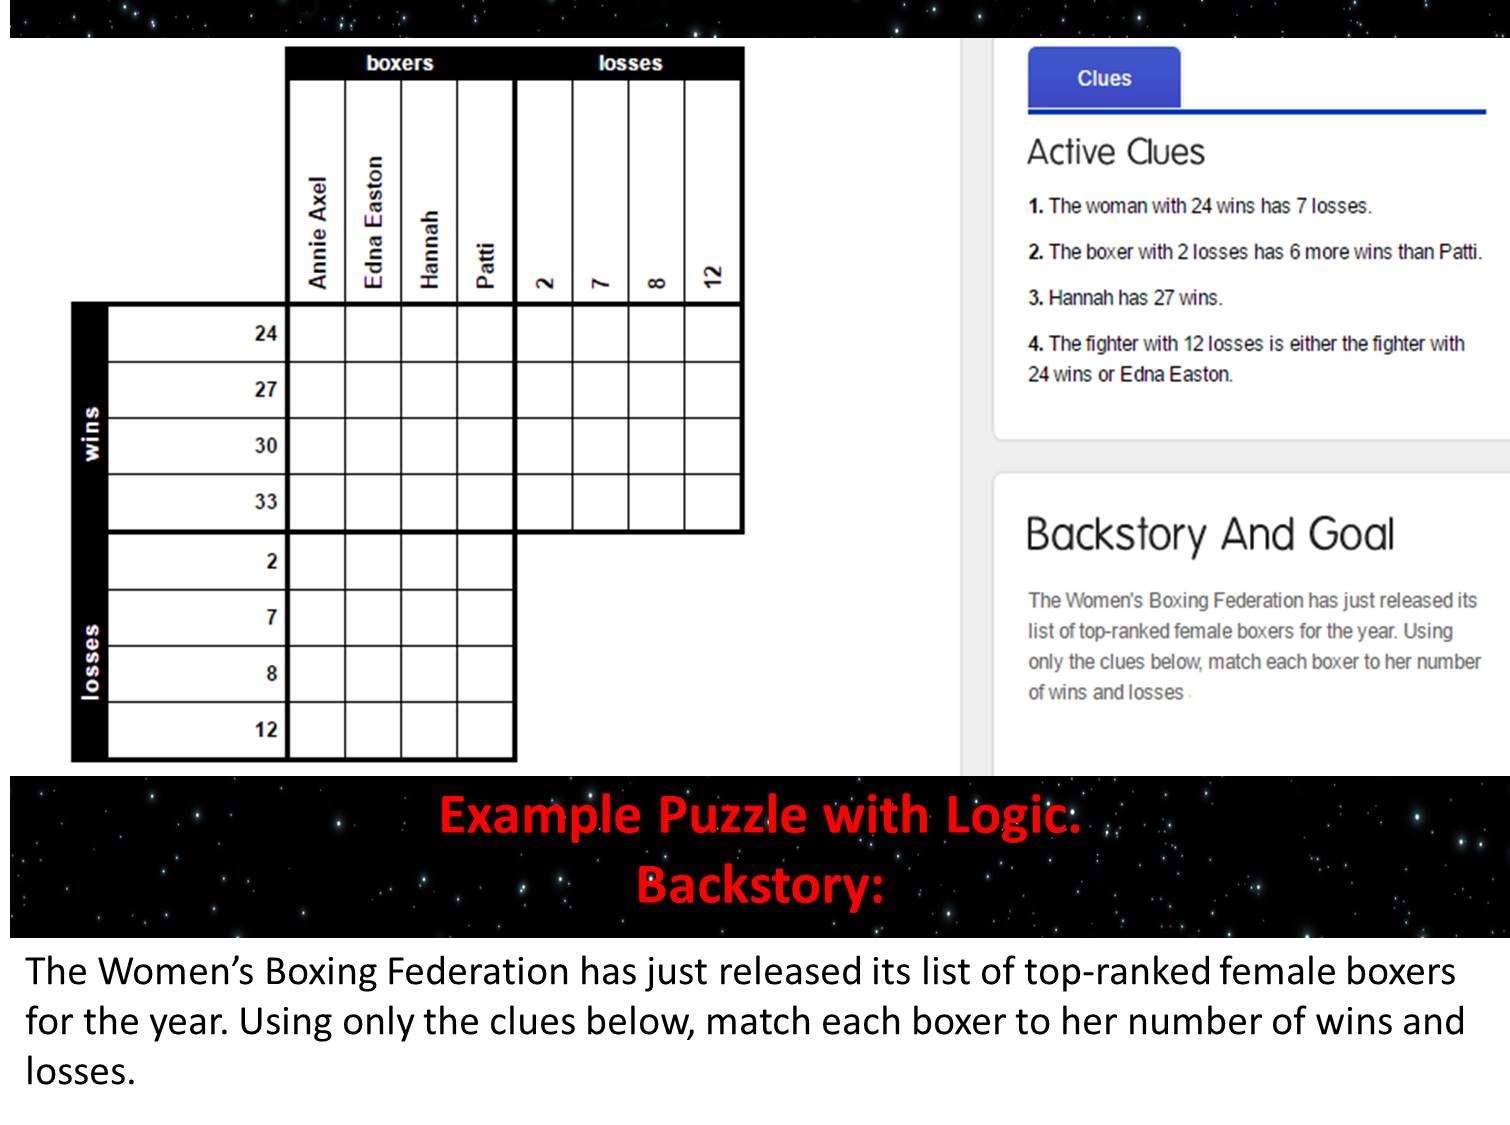 boxers losses
Annie Axel
Edna Easton
Hannah
Patti
2
7
8
12
wins
24
27
30
33
losses
2
7
8
12
Clues
Active Clues
1. The woman with 24 wins has 7 losses.
2. The boxer with 2 losses has 6 more wins than Patti.
3. Hannah has 27 wins.
4. The fighter with 12 losses is either the fighter with
24 wins or Edna Easton.
Backstory And Goal
The Women's Boxing Federation has just released its
list of top-ranked female boxers for the year. Using
only the clues below, match each boxer to her number
of wins and losses
Example Puzzle with Logic.
Backstory:
The Women’s Boxing Federation has just released its list of top-ranked female boxers
for the year. Using only the clues below, match each boxer to her number of wins and
losses.